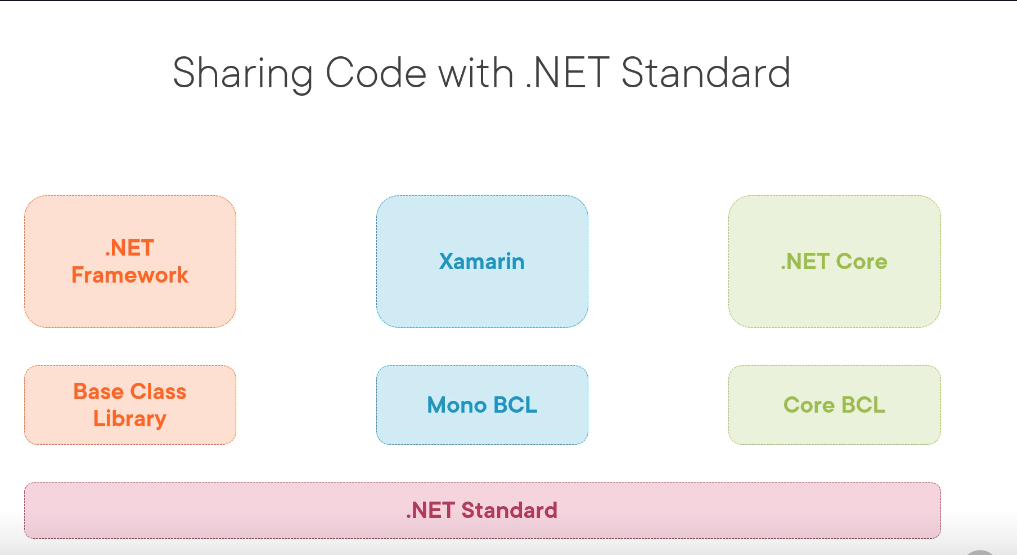 Sharing Code with .NET Standard
.NET
Framework
Xamarin
.NET Core
Base Class
Library
Mono BCL
Core BCL
.NET Standard